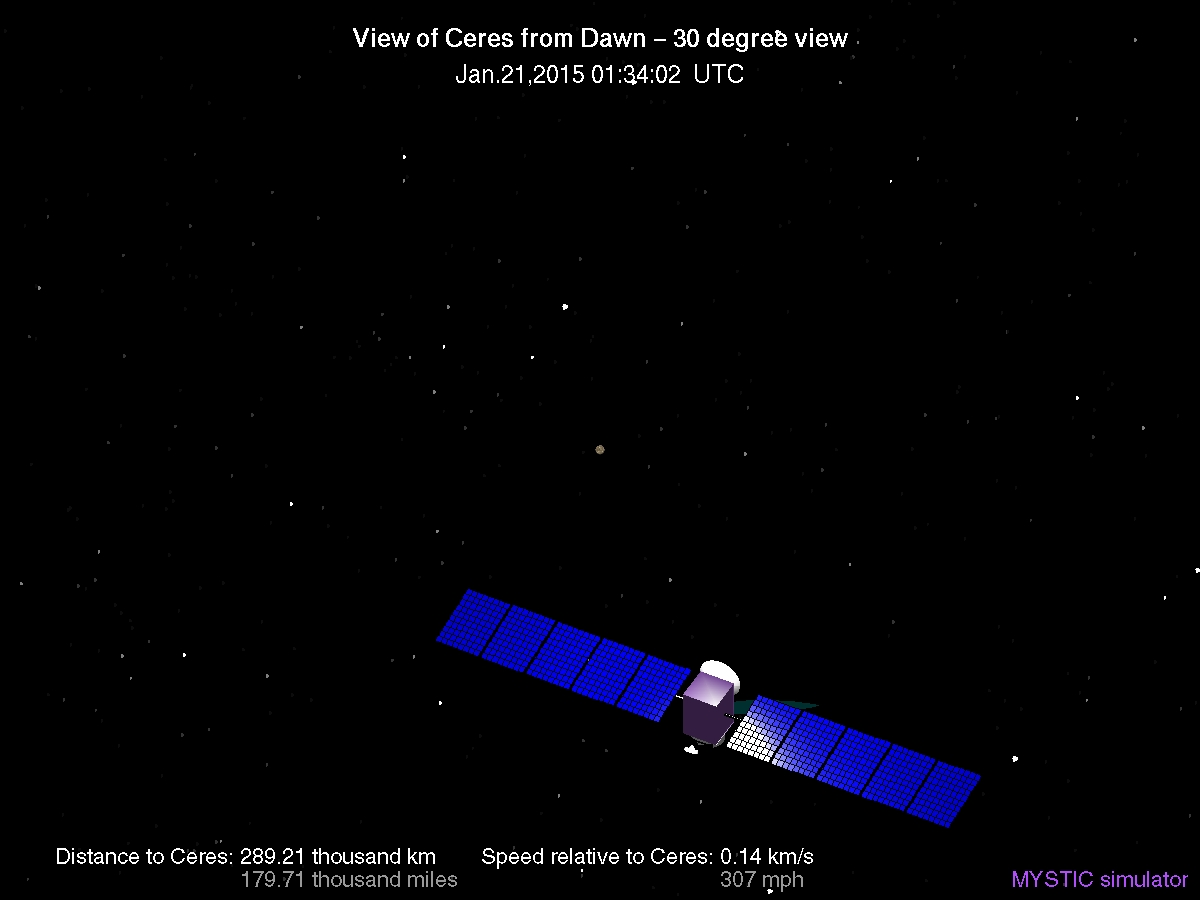 View of Ceres from Dawn – 30 degree view
Jan.21,2015 01:34:02 UTC
Distance to Ceres: 289.21 thousand km Speed relative to Ceres: 0.14 km/s
179.71 thousand miles 307 mph MYSTIC simulator